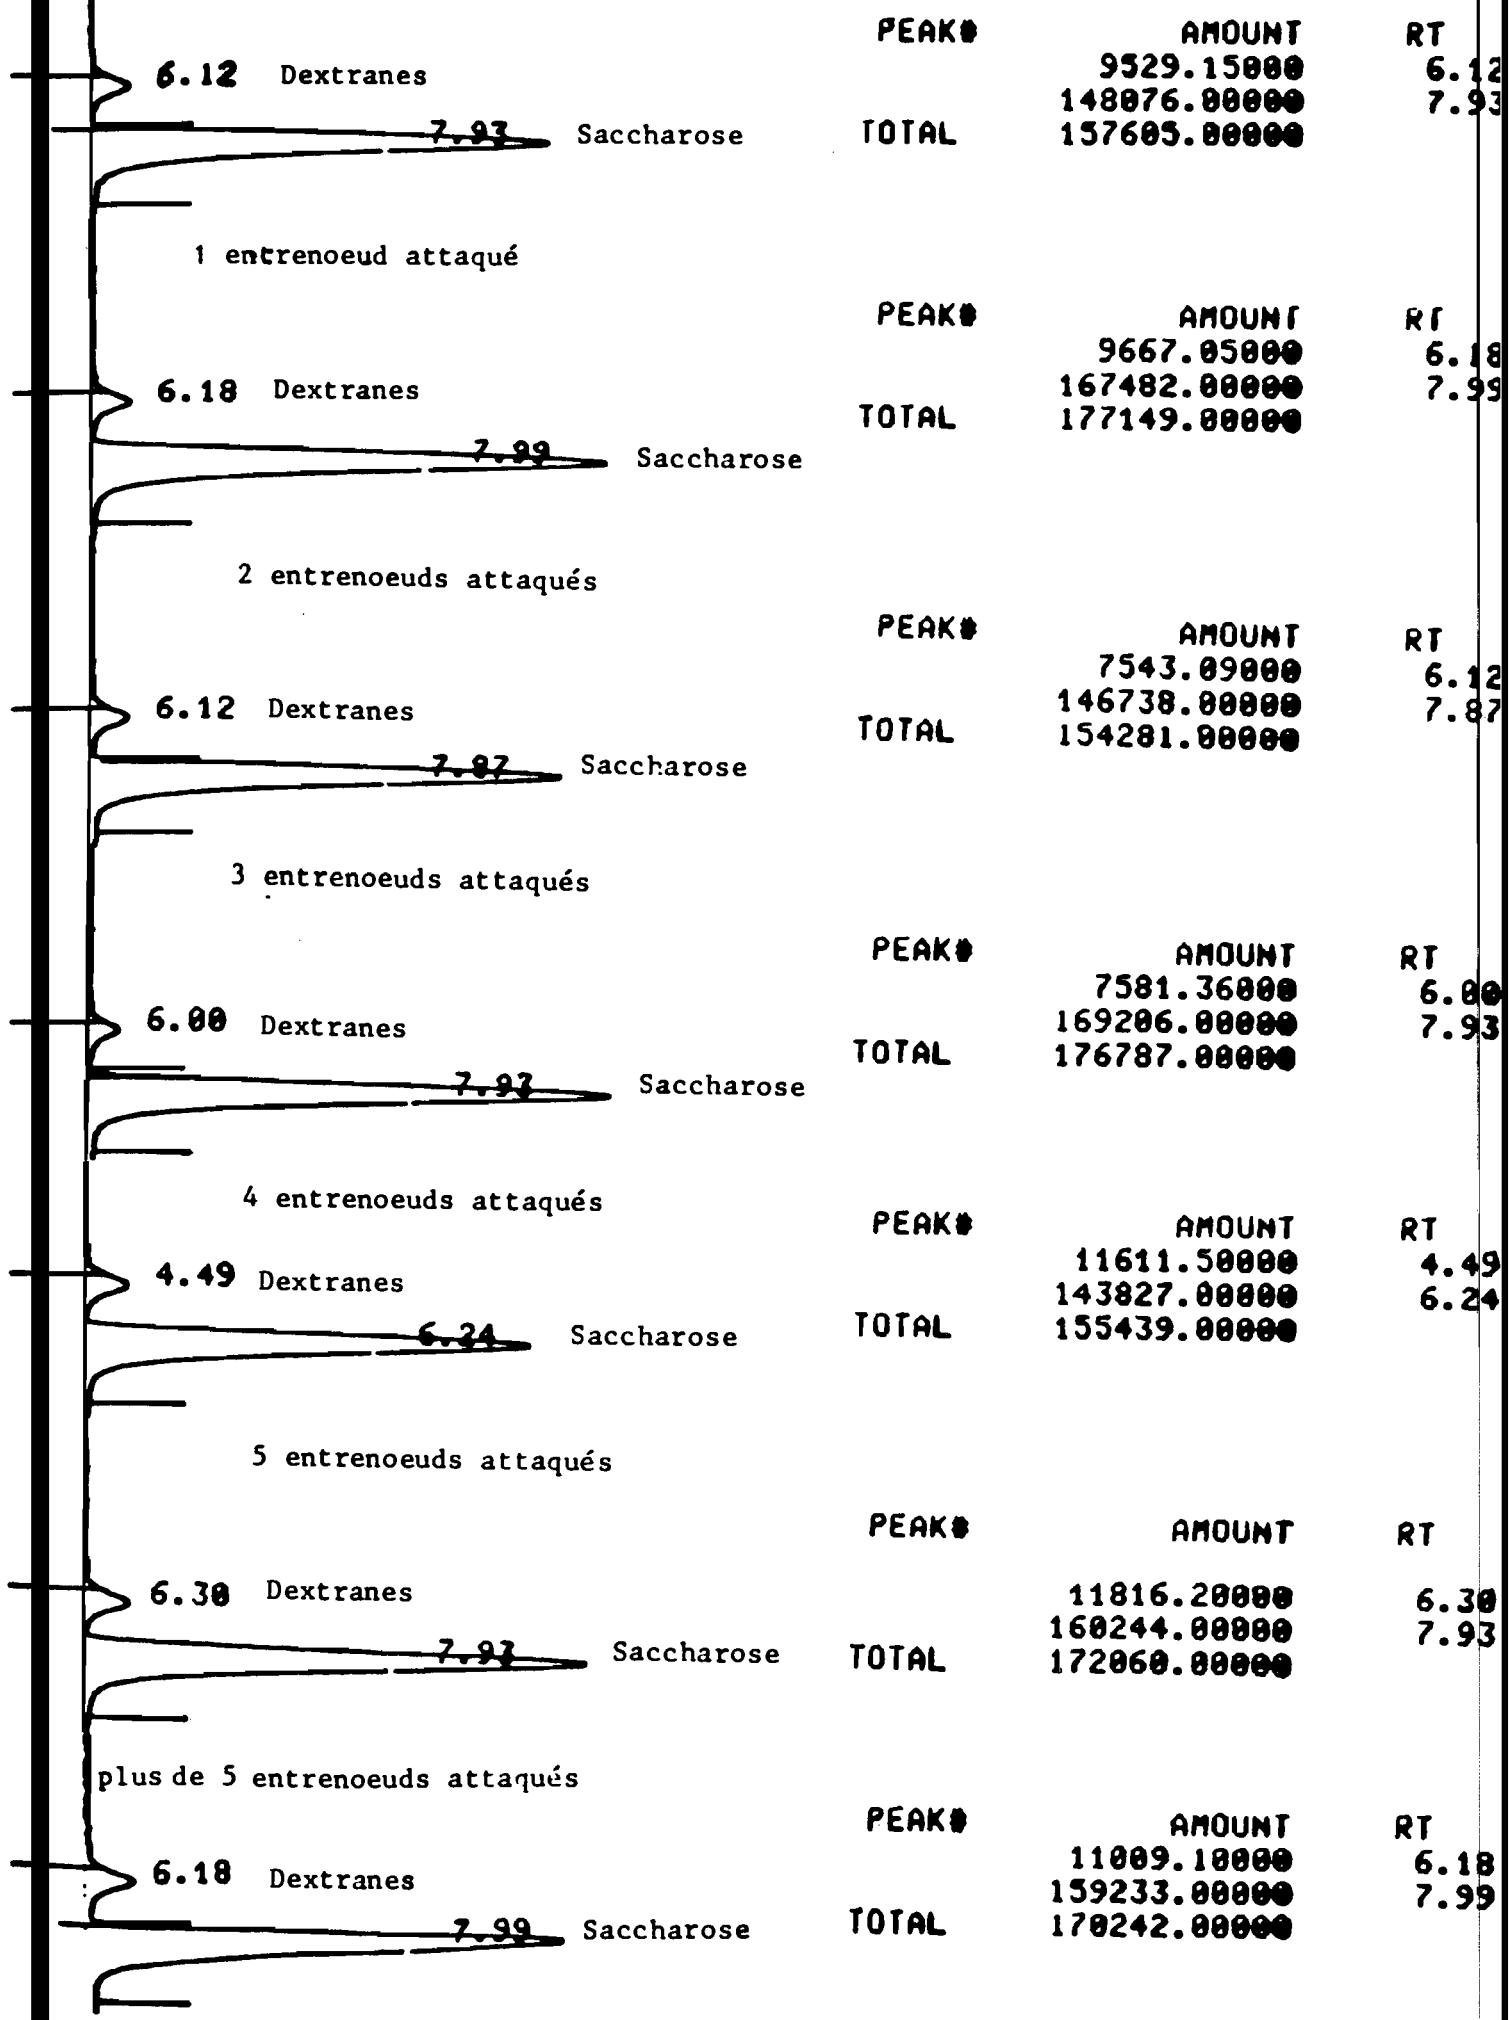 PEAK# AMOUNT RT
6.12 Dextranes 9529.15000 6.12
148076.00000 7.93
7.93 Saccharose TOTAL 157605.00000
1 entrenoeud attaqué
PEAK# AMOUNT RT
9667.05000 6.18
6.18 Dextranes 167482.00000 7.99
TOTAL 177149.00000
7.99 Saccharose
2 entrenoeuds attaqués
PEAK# AMOUNT RT
7543.09000 6.12
6.12 Dextranes 146738.00000 7.87
TOTAL 154281.00000
7.87 Saccharose
3 entrenoeuds attaqués
PEAK# AMOUNT RT
7581.36000 6.00
6.00 Dextranes 169206.00000 7.93
TOTAL 176787.00000
7.93 Saccharose
4 entrenoeuds attaqués
PEAK# AMOUNT RT
11611.50000 4.49
4.49 Dextranes 143827.00000 6.24
6.24 Saccharose TOTAL 155439.00000
5 entrenoeuds attaqués
PEAK# AMOUNT RT
6.30 Dextranes 11816.20000 6.30
160244.00000 7.93
7.93 Saccharose TOTAL 172060.00000
plus de 5 entrenoeuds attaqués
PEAK# AMOUNT RT
11009.10000 6.18
6.18 Dextranes 159233.00000 7.99
7.99 Saccharose TOTAL 170242.00000